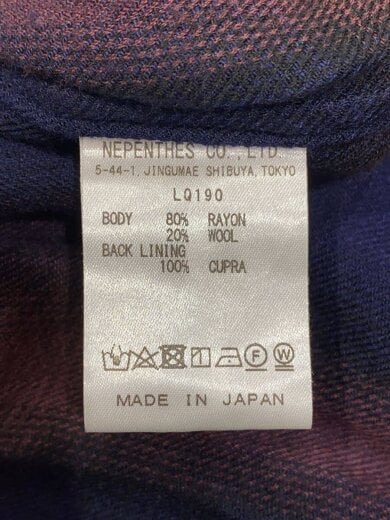 NEPENTHES CO.,LTD.
5-44-1, JINGUMAE SHIBUYA, TOKYO
LQ190
BODY 80% RAYON
20% WOOL
BACK LINING
100% CUPRA
F W
MADE IN JAPAN